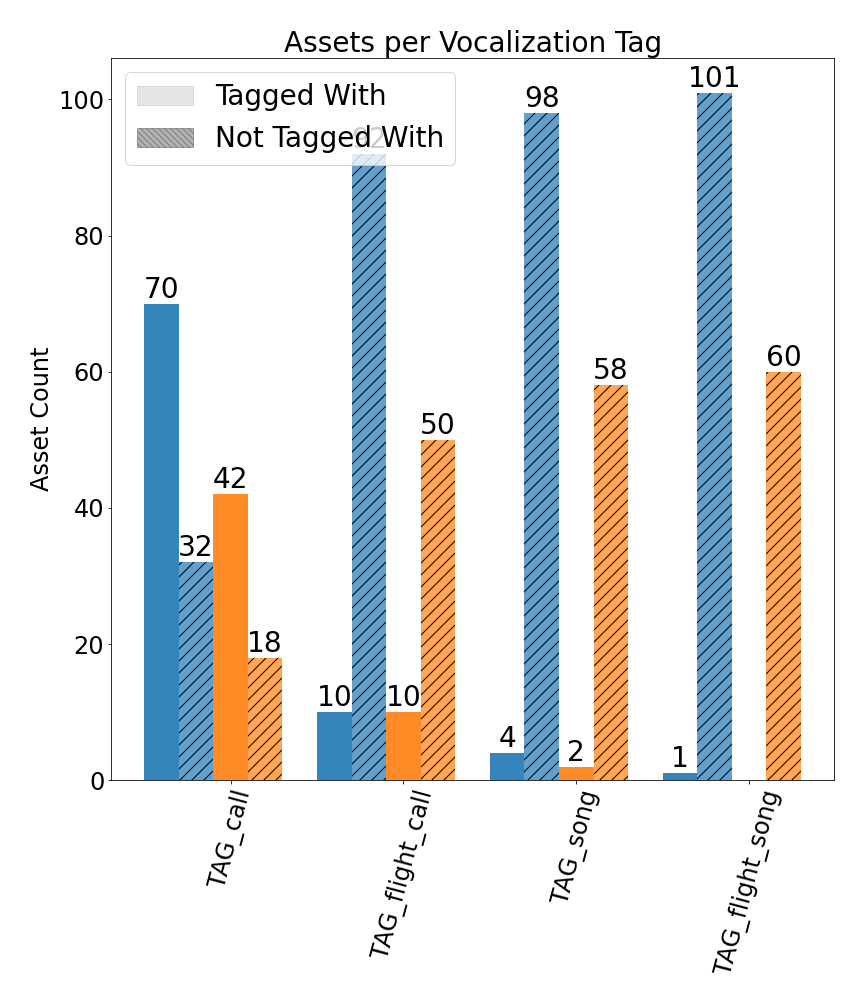 Assets per Vocalization Tag
Tagged With
Not Tagged With
Asset Count
100
80
60
40
20
0
70
32
42
18
10
92
10
50
4
98
2
58
1
101
60
TAG_call
TAG_flight_call
TAG_song
TAG_flight_song